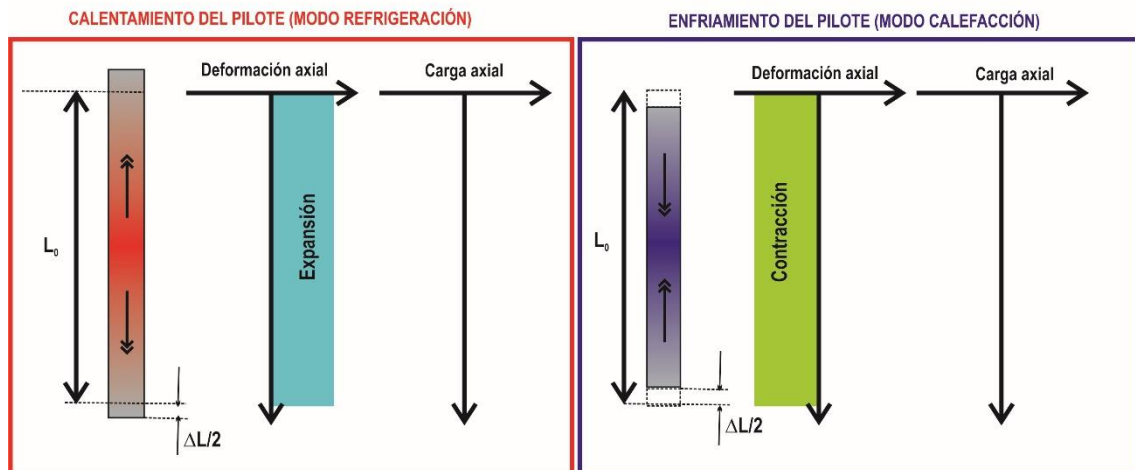 CALENTAMIENTO DEL PILOTE (MODO REFRIGERACIÓN)
Deformación axial
Carga axial
L₀
Expansión
ΔL/2
ENFRIAMIENTO DEL PILOTE (MODO CALEFACCIÓN)
Deformación axial
Carga axial
L₀
Contracción
ΔL/2